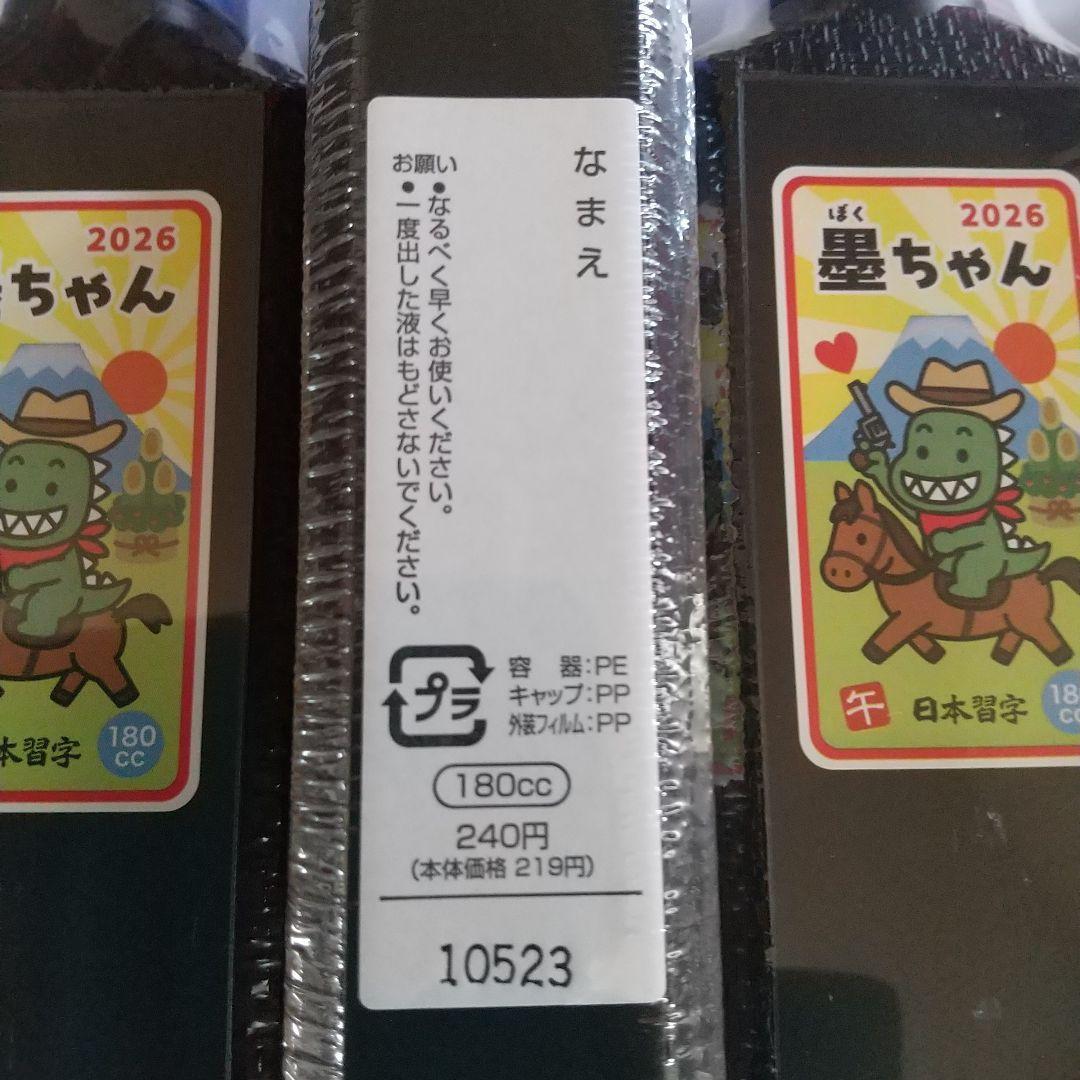 2026
ちゃん
本習字
180
cc
なまえ
お願い
●なるべく早くお使いください。
●一度出した液はもどさないでください。
プラ
容 器:PE
キャップ:PP
外装フィルム:PP
180cc
240円
(本体価格 219円)
10523
ぼく
2026
墨ちゃん
午
日本習字
18
cc